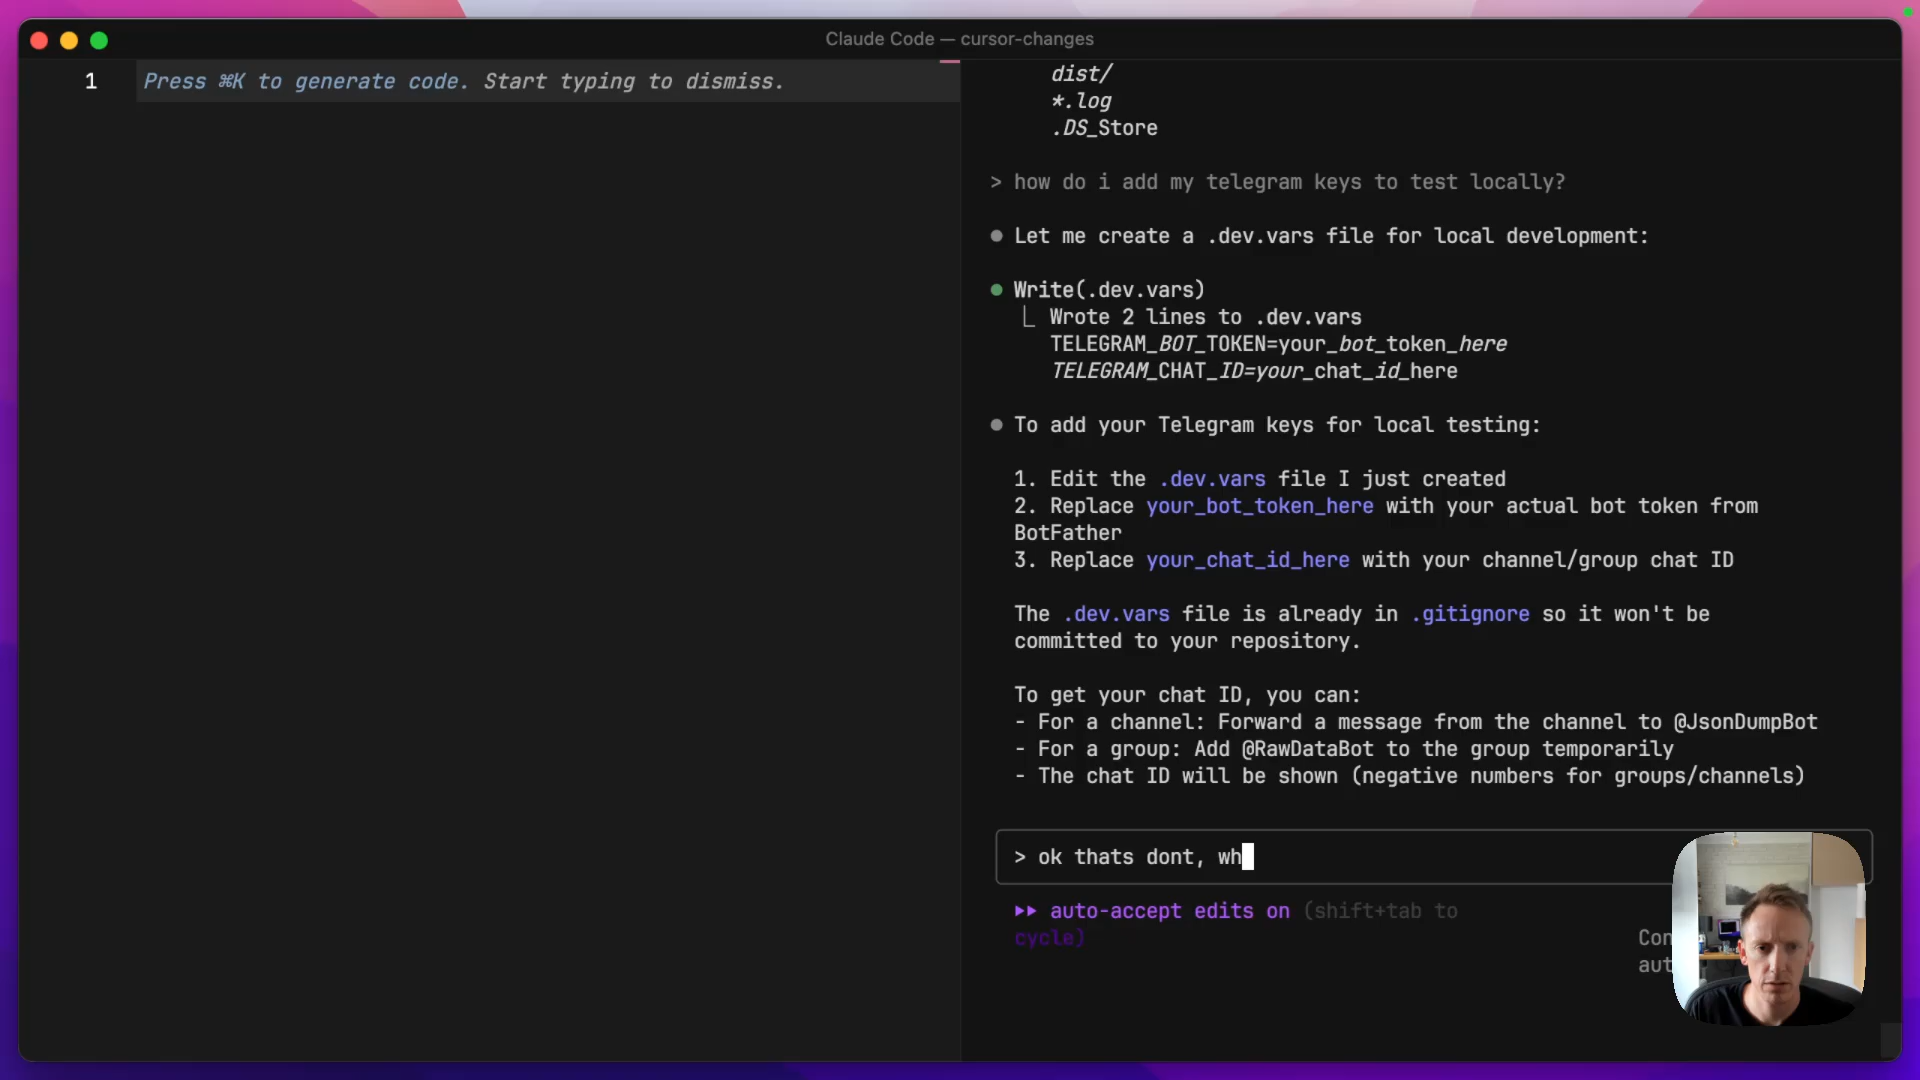 Claude Code — cursor-changes
1 Press ⌘K to generate code. Start typing to dismiss.
dist/
*.log
.DS_Store
> how do i add my telegram keys to test locally?
● Let me create a .dev.vars file for local development:
● Write(.dev.vars)
⎿ Wrote 2 lines to .dev.vars
TELEGRAM_BOT_TOKEN=your_bot_token_here
TELEGRAM_CHAT_ID=your_chat_id_here
● To add your Telegram keys for local testing:
1. Edit the .dev.vars file I just created
2. Replace your_bot_token_here with your actual bot token from
BotFather
3. Replace your_chat_id_here with your channel/group chat ID
The .dev.vars file is already in .gitignore so it won't be
committed to your repository.
To get your chat ID, you can:
- For a channel: Forward a message from the channel to @JsonDumpBot
- For a group: Add @RawDataBot to the group temporarily
- The chat ID will be shown (negative numbers for groups/channels)
> ok thats dont, wh
▸▸ auto-accept edits on (shift+tab to
cycle)